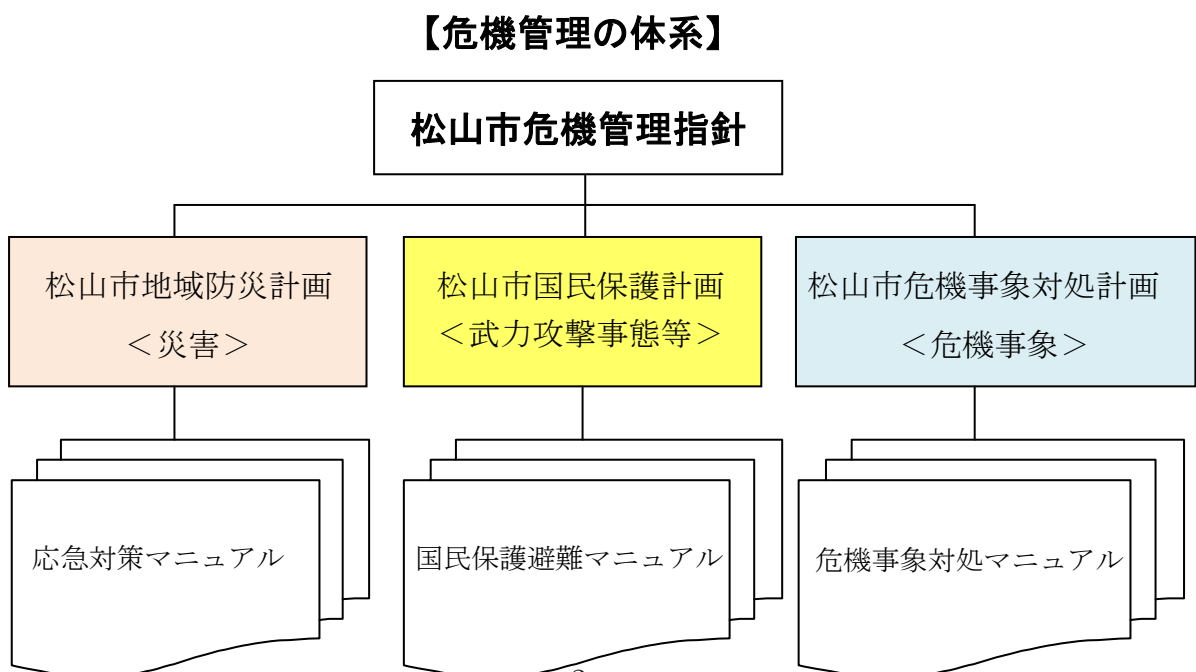 【危機管理の体系】
松山市危機管理指針
松山市地域防災計画
＜災害＞
松山市国民保護計画
＜武力攻撃事態等＞
松山市危機事象対処計画
＜危機事象＞
応急対策マニュアル
国民保護避難マニュアル
危機事象対処マニュアル